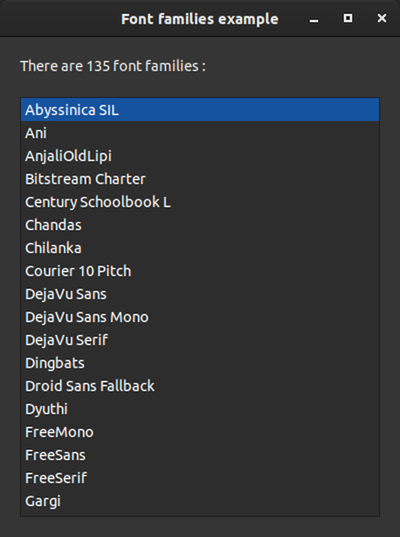 Font families example
There are 135 font families :
Abyssinica SIL
Ani
AnjaliOldLipi
Bitstream Charter
Century Schoolbook L
Chandas
Chilanka
Courier 10 Pitch
DejaVu Sans
DejaVu Sans Mono
DejaVu Serif
Dingbats
Droid Sans Fallback
Dyuthi
FreeMono
FreeSans
FreeSerif
Gargi